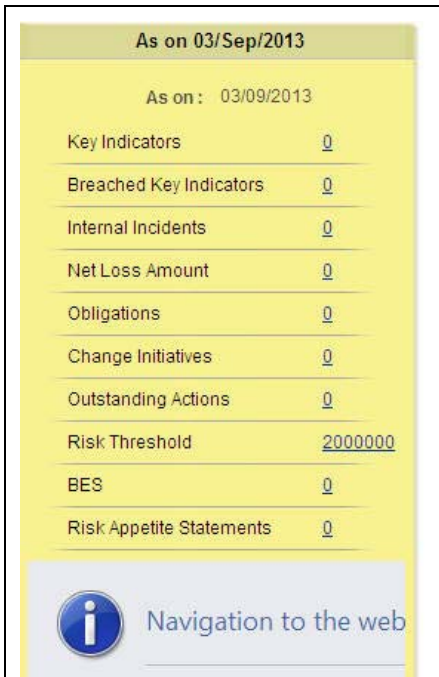 As on 03/Sep/2013
As on : 03/09/2013
Key Indicators 0
Breached Key Indicators 0
Internal Incidents 0
Net Loss Amount 0
Obligations 0
Change Initiatives 0
Outstanding Actions 0
Risk Threshold 2000000
BES 0
Risk Appetite Statements 0
Navigation to the web